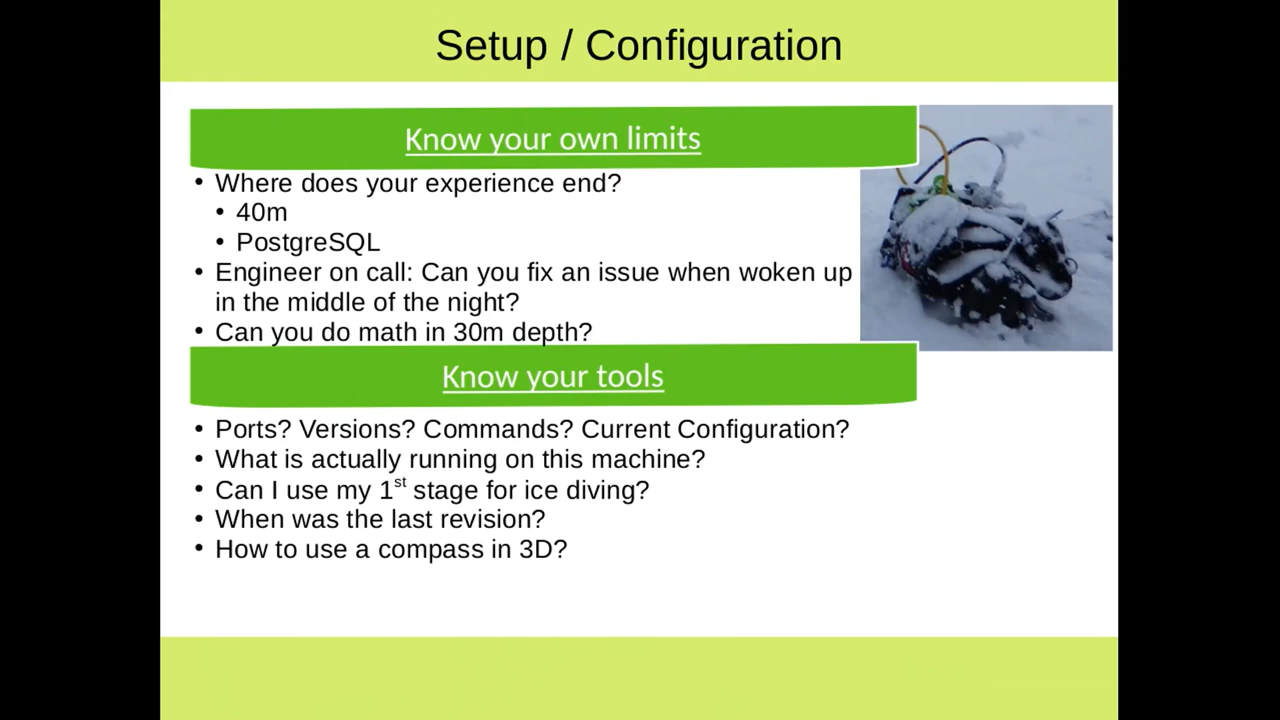 Setup / Configuration
Know your own limits
• Where does your experience end?
• 40m
• PostgreSQL
• Engineer on call: Can you fix an issue when woken up
in the middle of the night?
• Can you do math in 30m depth?
Know your tools
• Ports? Versions? Commands? Current Configuration?
• What is actually running on this machine?
• Can I use my 1st stage for ice diving?
• When was the last revision?
• How to use a compass in 3D?